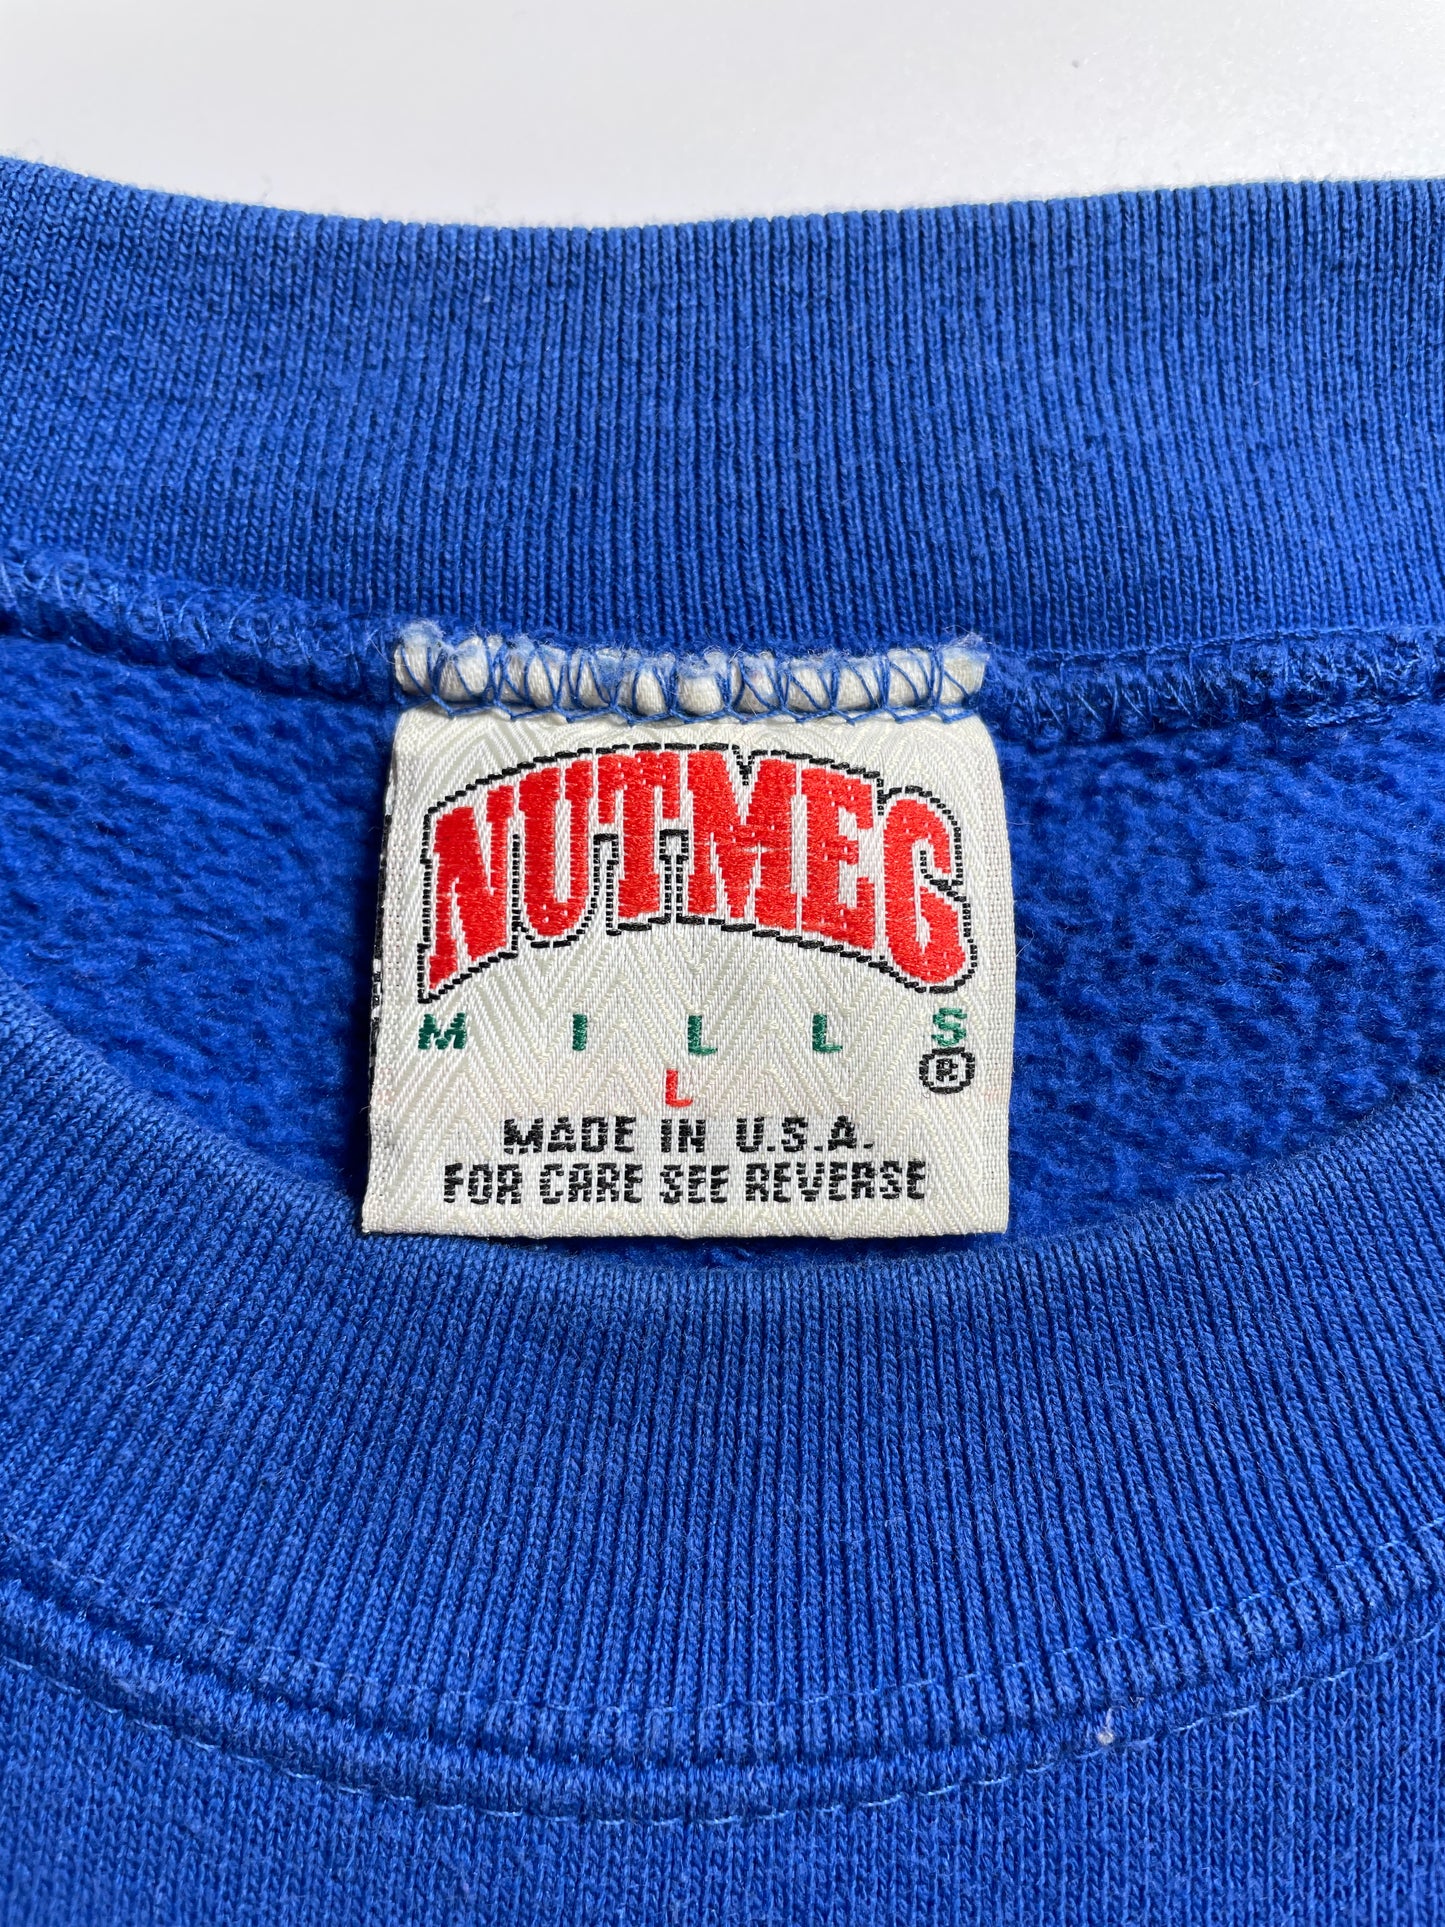 NUTMEG
MILLS®
L
MADE IN U.S.A.
FOR CARE SEE REVERSE